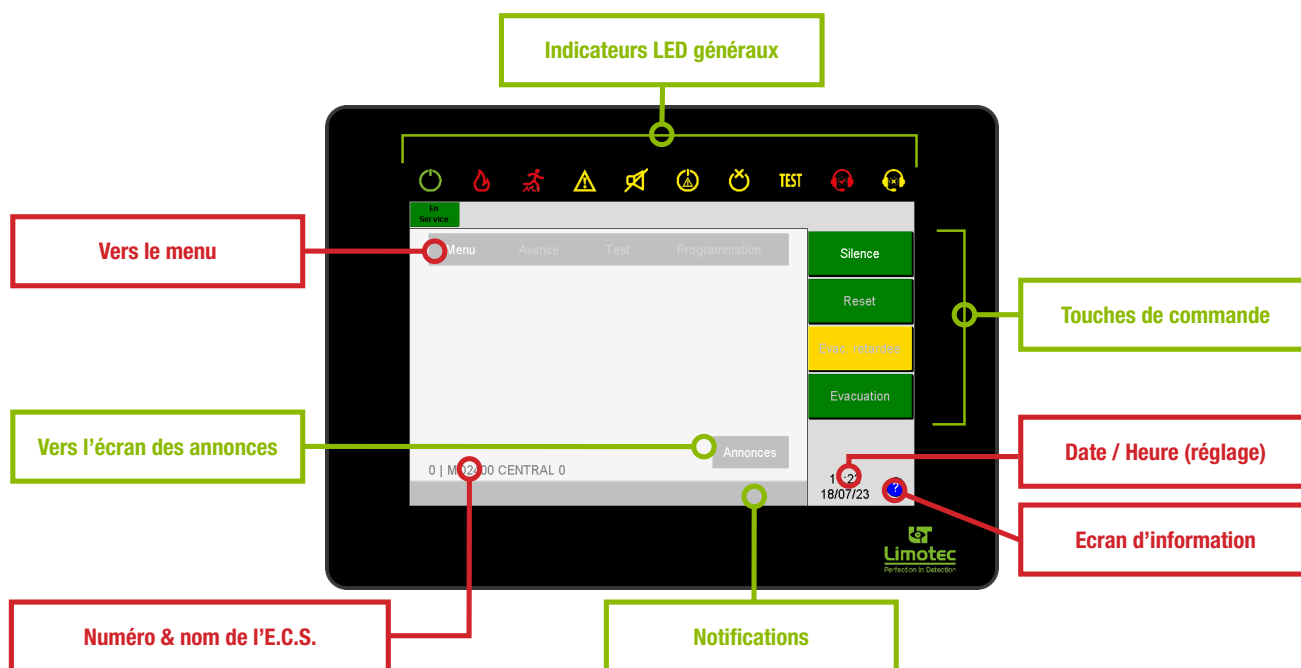 Indicateurs LED généraux
TEST
En
Service
Vers le menu
Menu Avance Test Programmation
Silence
Reset
Touches de commande
Evac. retardee
Evacuation
Vers l'écran des annonces
Annonces
Date / Heure (réglage)
0 | MD2400 CENTRAL 0
18/07/23
?
Limotec
Perfection in Detection
Ecran d'information
Numéro & nom de l'E.C.S.
Notifications